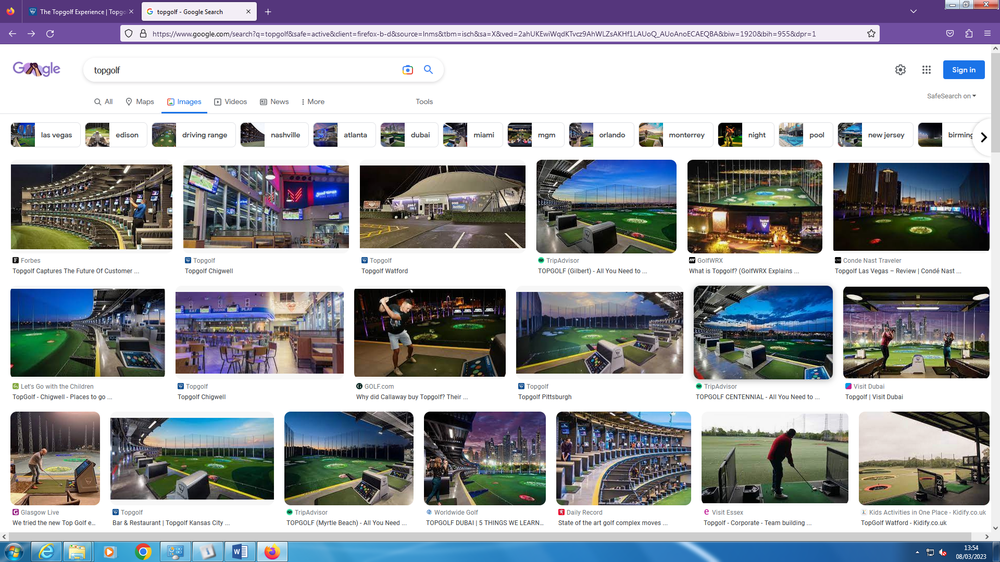 The Topgolf Experience | Topgo
topgolf - Google Search
https://www.google.com/search?q=topgolf&safe=active&client=firefox-b-d&source=lnms&tbm=isch&sa=X&ved=2ahUKEwiWqdKTvcz9AhWLZsAKHf1LAUoQ_AUoAnoECAEQBA&biw=1920&bih=955&dpr=1
Google
topgolf
Sign in
All Maps Images Videos News More Tools
SafeSearch on
las vegas edison driving range nashville atlanta dubai miami mgm orlando monterrey night pool new jersey birming
Forbes
Topgolf Captures The Future Of Customer ...
Topgolf
Topgolf Chigwell
Topgolf
Topgolf Watford
TripAdvisor
TOPGOLF (Gilbert) - All You Need to ...
GolfWRX
What is Topgolf? (GolfWRX Explains ...
Conde Nast Traveler
Topgolf Las Vegas – Review | Condé Nast ...
EAT DRINK PLAY
Let's Go with the Children
TopGolf - Chigwell - Places to go ...
Topgolf
Topgolf Chigwell
GOLF.com
Why did Callaway buy Topgolf? Their ...
Topgolf
Topgolf Pittsburgh
TripAdvisor
TOPGOLF CENTENNIAL - All You Need to ...
Visit Dubai
Topgolf | Visit Dubai
23
Glasgow Live
We tried the new Top Golf e...
Topgolf
Bar & Restaurant | Topgolf Kansas City ...
TripAdvisor
TOPGOLF (Myrtle Beach) - All You Need ...
Worldwide Golf
TOPGOLF DUBAI | 5 THINGS WE LEARN...
Daily Record
State of the art golf complex moves ...
Visit Essex
Topgolf - Corporate - Team building ...
Kids Activities in One Place - Kidify.co.uk
TopGolf Watford - Kidify.co.uk
13:54
08/03/2023